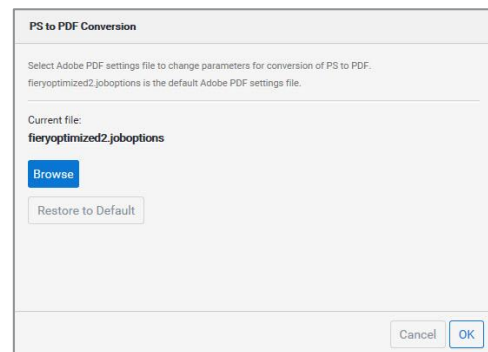 PS to PDF Conversion
Select Adobe PDF settings file to change parameters for conversion of PS to PDF.
fieryoptimized2.joboptions is the default Adobe PDF settings file.
Current file:
fieryoptimized2.joboptions
Browse
Restore to Default
Cancel OK